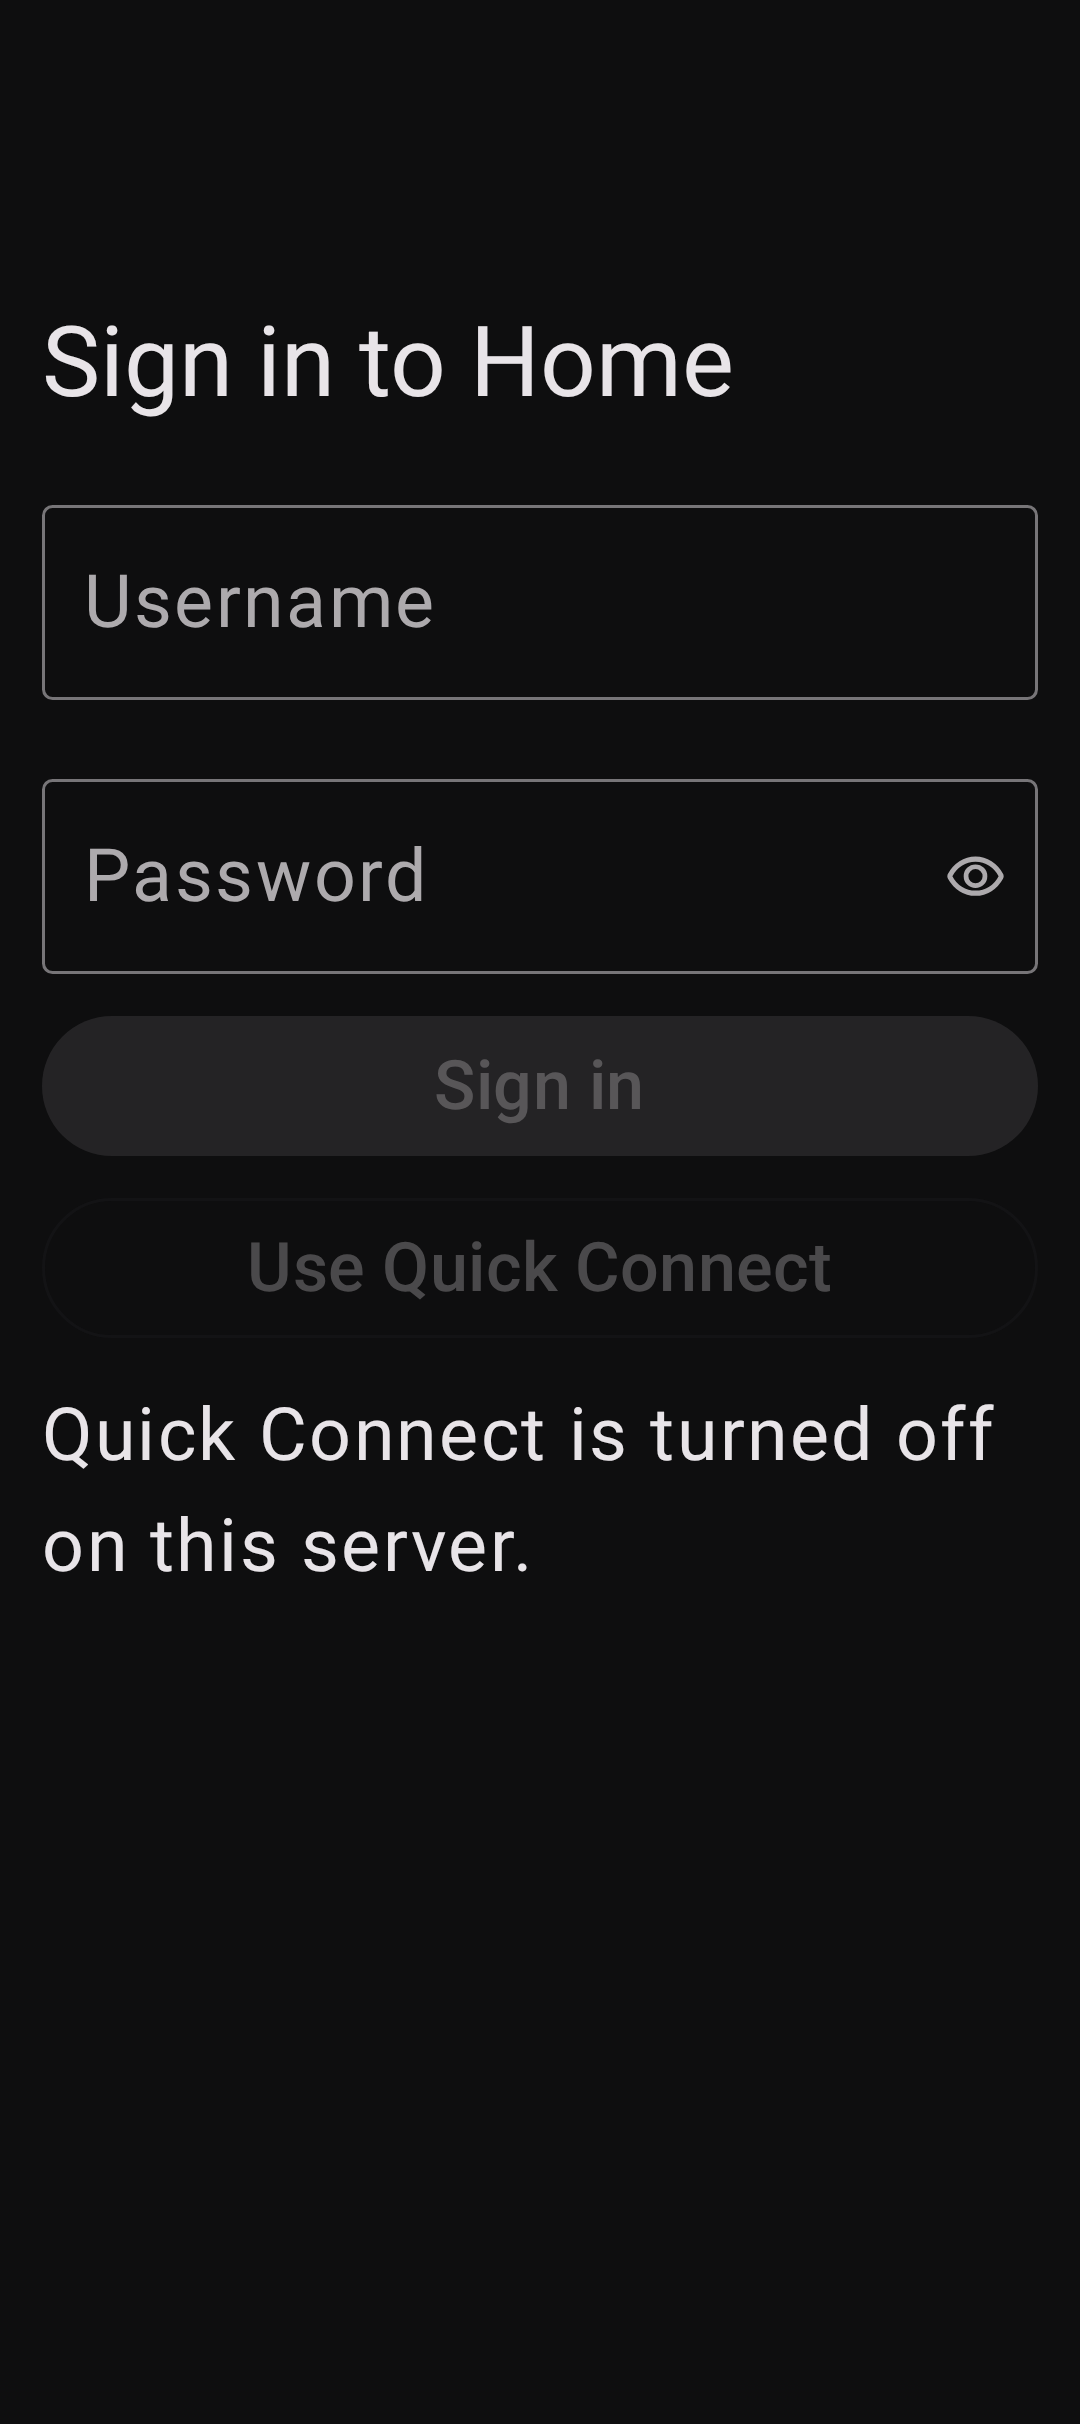 Sign in to Home
Username
Password
Sign in
Use Quick Connect
Quick Connect is turned off
on this server.